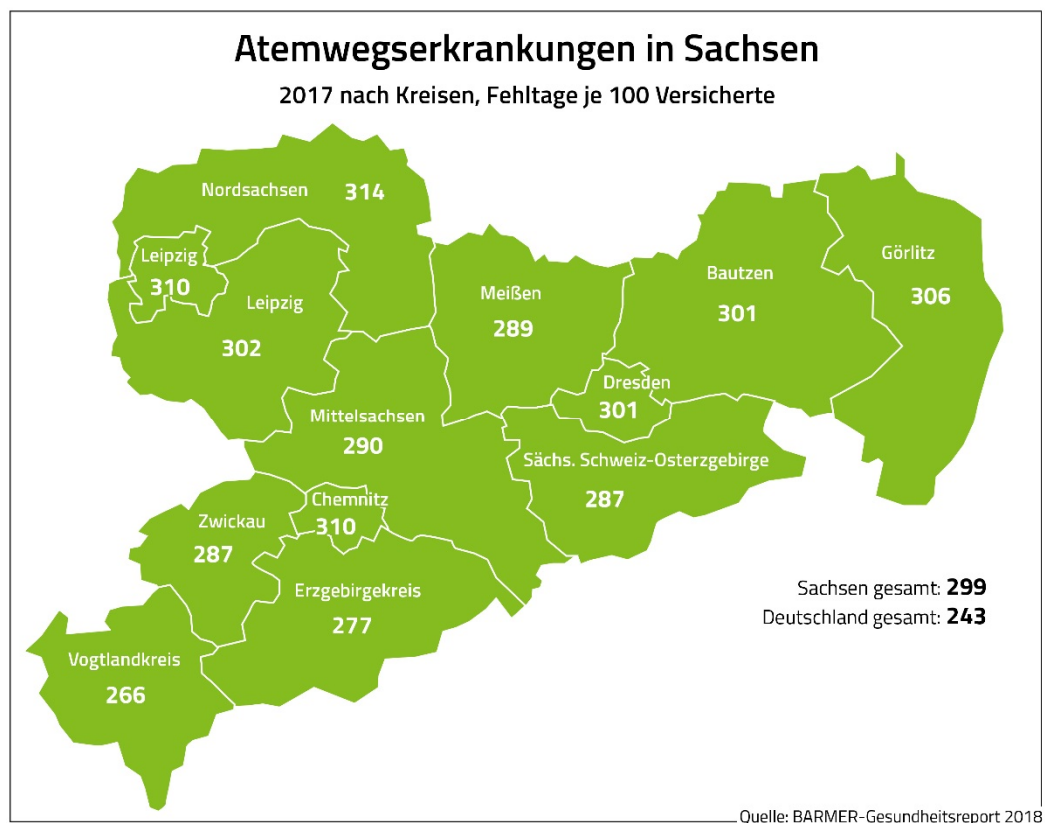 Atemwegserkrankungen in Sachsen
2017 nach Kreisen, Fehltage je 100 Versicherte
Nordsachsen 314
Leipzig
310
Leipzig
302
Meißen
289
Bautzen
301
Görlitz
306
Dresden
301
Mittelsachsen
290
Sächs. Schweiz-Osterzgebirge
287
Chemnitz
310
Zwickau
287
Erzgebirgekreis
277
Vogtlandkreis
266
Sachsen gesamt: 299
Deutschland gesamt: 243
Quelle: BARMER-Gesundheitsreport 2018